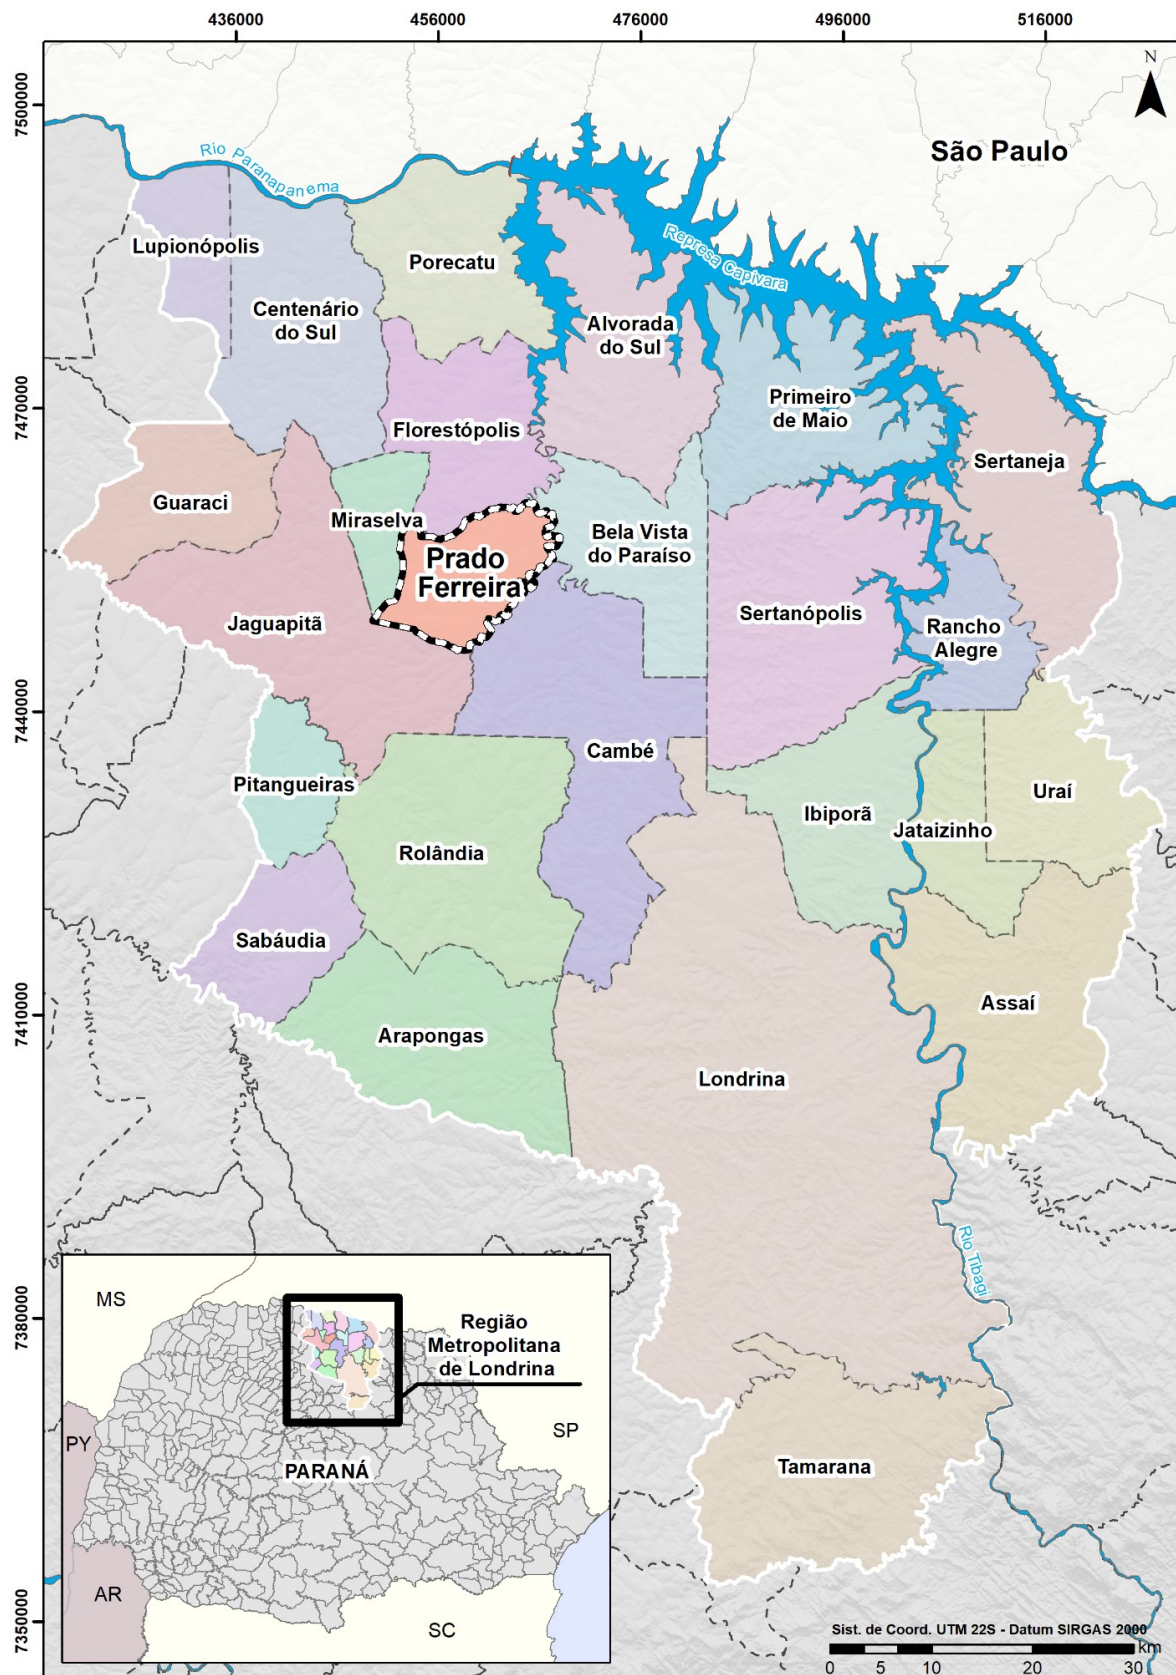 436000 456000 476000 496000 516000
N
7500000
São Paulo
Rio Paranapanema
Represa Capivara
Lupionópolis
Porecatu
Centenário
do Sul
Alvorada
do Sul
7470000
Primeiro
de Maio
Florestópolis
Sertaneja
Guaraci
Miraselva
Bela Vista
do Paraíso
Prado
Ferreira
Jaguapitã
Sertanópolis
Rancho
Alegre
7440000
Cambé
Pitangueiras
Uraí
Ibiporã
Jataizinho
Rolândia
Sabáudia
7410000
Assaí
Arapongas
Londrina
Rio Tibagi
7380000
MS
Região
Metropolitana
de Londrina
SP
PY
PARANÁ
Tamarana
AR
SC
7350000
Sist. de Coord. UTM 22S - Datum SIRGAS 2000
km
0 5 10 20 30